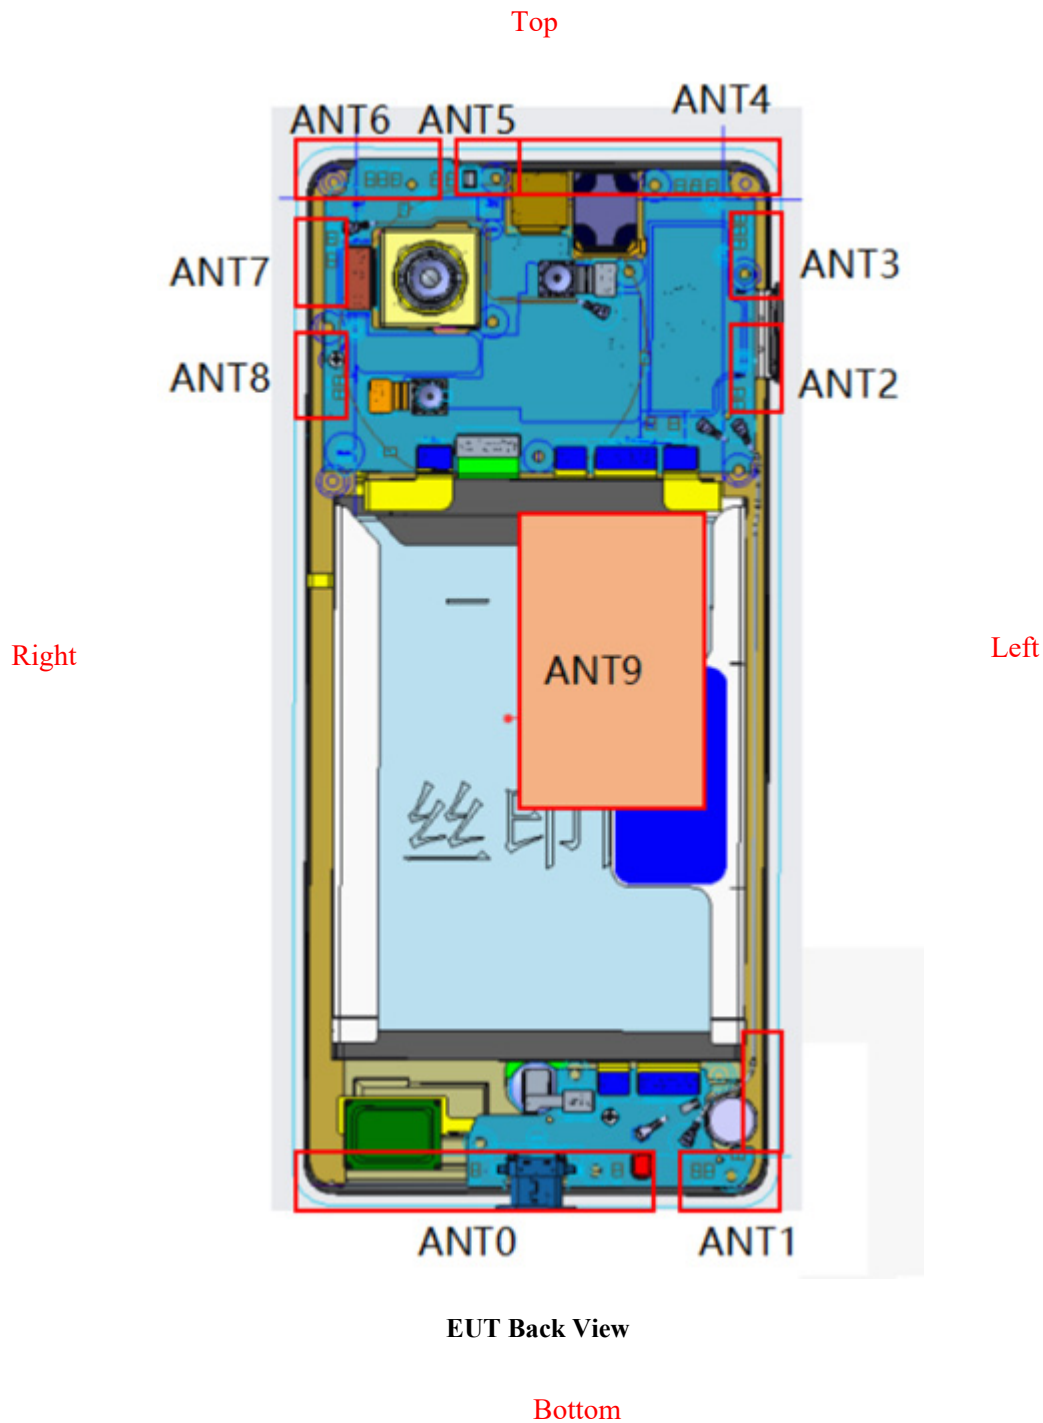 Top
ANT6 ANT5 ANT4
ANT7 ANT3
ANT8 ANT2
Right Left
ANT9
丝印
ANT0 ANT1
EUT Back View
Bottom